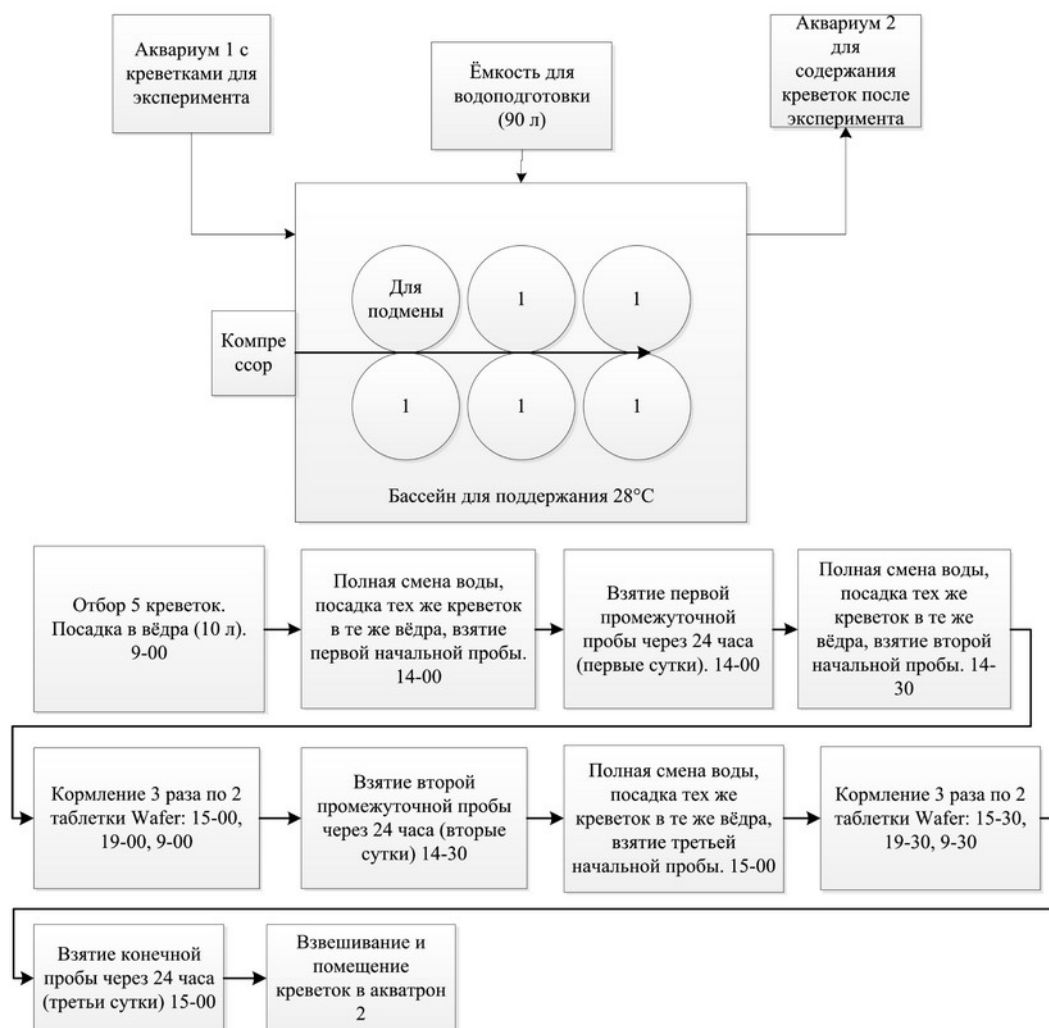 Аквариум 1 с
креветками для
эксперимента
Ёмкость для
водоподготовки
(90 л)
Аквариум 2
для
содержания
креветок после
эксперимента
Для
подмены
1
1
Компре
ссор
1
1
1
Бассейн для поддержания 28°С
Отбор 5 креветок.
Посадка в вёдра (10 л).
9-00
Полная смена воды,
посадка тех же креветок
в те же вёдра, взятие
первой начальной пробы.
14-00
Взятие первой
промежуточной
пробы через 24 часа
(первые сутки). 14-00
Полная смена воды,
посадка тех же
креветок в те же
вёдра, взятие второй
начальной пробы. 14-
30
Кормление 3 раза по 2
таблетки Wafer: 15-00,
19-00, 9-00
Взятие второй
промежуточной пробы
через 24 часа (вторые
сутки) 14-30
Полная смена воды,
посадка тех же
креветок в те же вёдра,
взятие третьей
начальной пробы. 15-00
Кормление 3 раза по 2
таблетки Wafer: 15-30,
19-30, 9-30
Взятие конечной
пробы через 24 часа
(третьи сутки) 15-00
Взвешивание и
помещение
креветок в акватрон
2